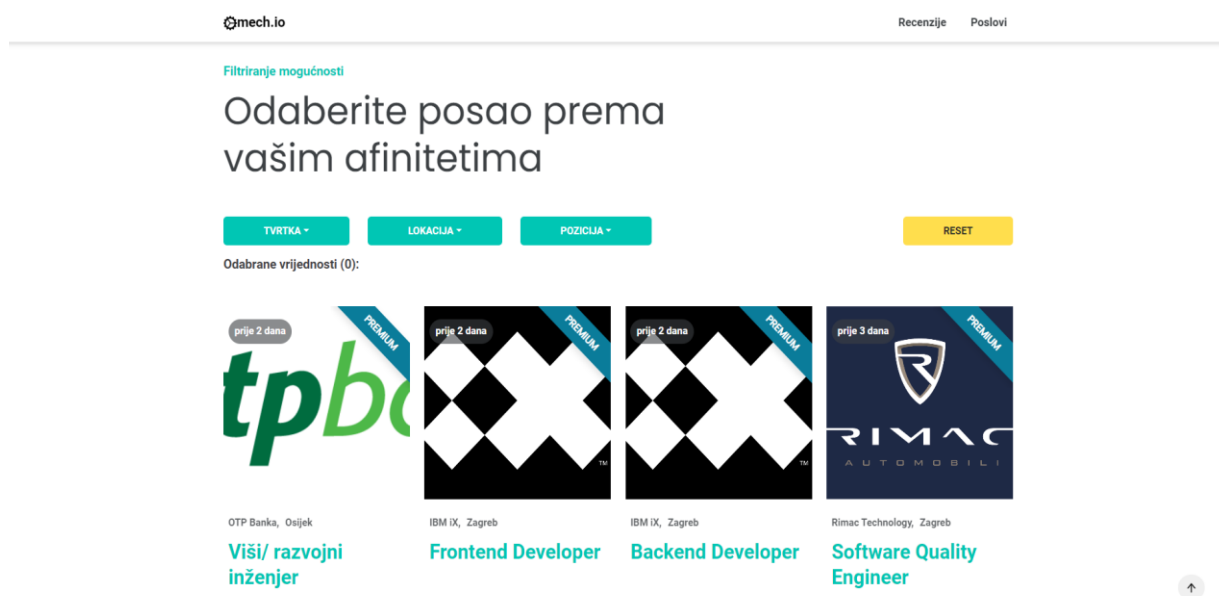 mech.io
Recenzije Poslovi
Filtriranje mogućnosti
Odaberite posao prema
vašim afinitetima
TVRTKA
LOKACIJA
POZICIJA
RESET
Odabrane vrijednosti (0):
prije 2 dana
PREMIUM
tpba
prije 2 dana
PREMIUM
TM
prije 2 dana
PREMIUM
TM
prije 3 dana
PREMIUM
RIMAC
AUTOMOBILI
OTP Banka, Osijek
Viši/ razvojni
inženjer
IBM iX, Zagreb
Frontend Developer
IBM iX, Zagreb
Backend Developer
Rimac Technology, Zagreb
Software Quality
Engineer